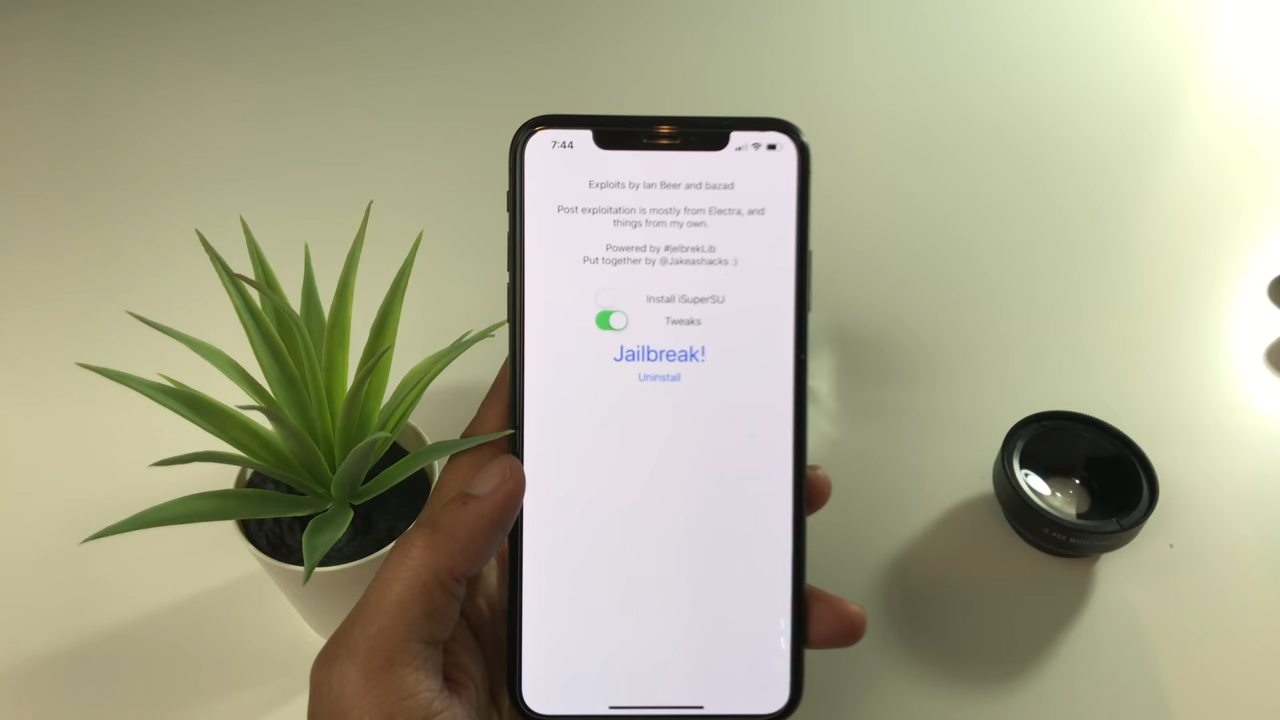 7:44
Exploits by Ian Beer and bazad
Post exploitation is mostly from Electra, and
things from my own.
Powered by #jelbrekLib
Put together by @Jakeashacks :)
Install iSuperSU
Tweaks
Jailbreak!
Uninstall